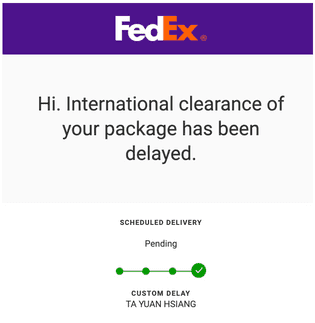 FedEx
Hi. International clearance of
your package has been
delayed.
SCHEDULED DELIVERY
Pending
CUSTOM DELAY
TA YUAN HSIANG